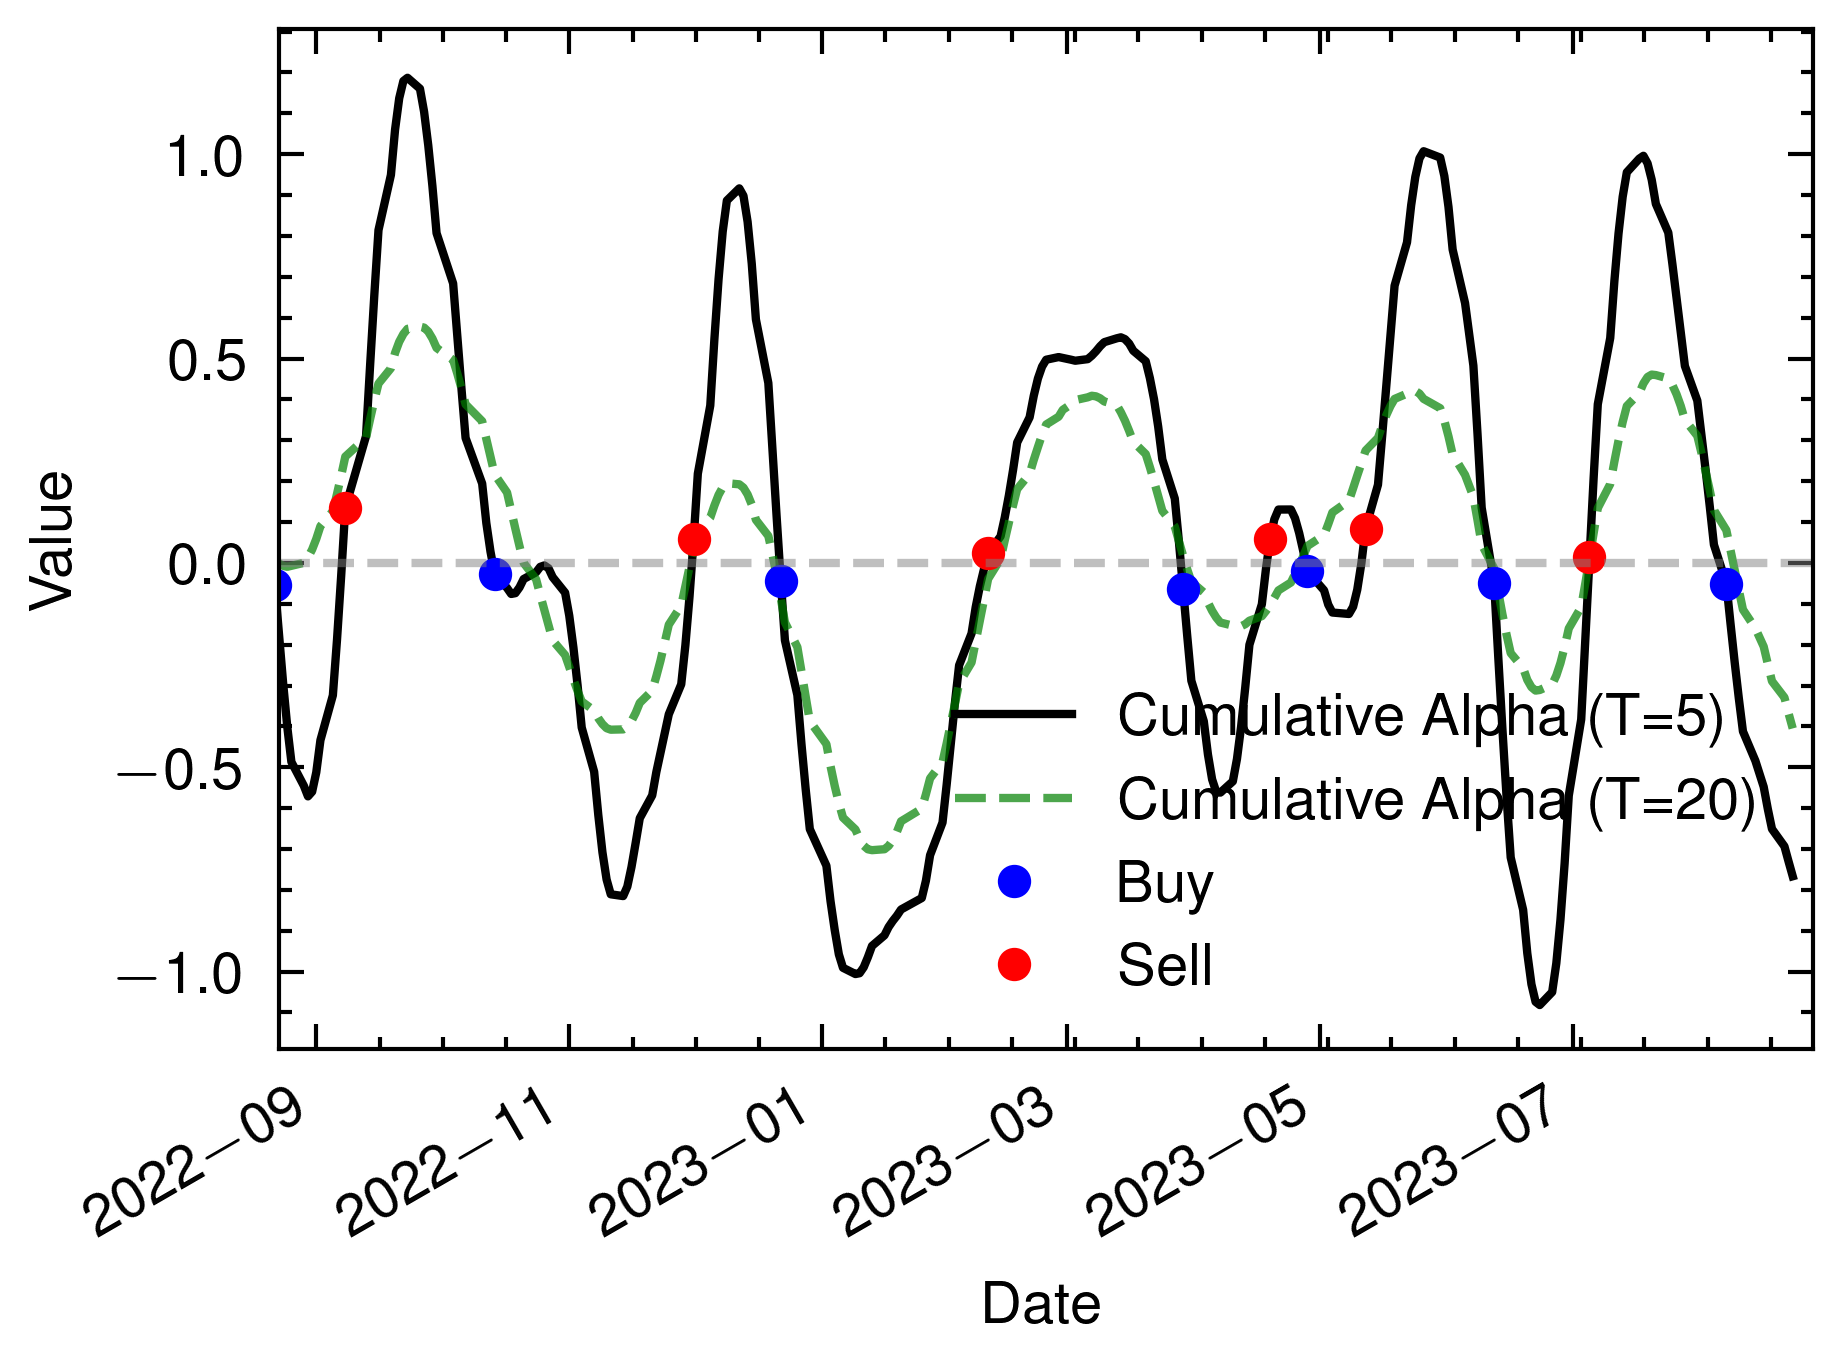 1.0
0.5
0.0
−0.5
−1.0
Value
Cumulative Alpha (T=5)
Cumulative Alpha (T=20)
Buy
Sell
2022−09
2022−11
2023−01
2023−03
2023−05
2023−07
Date